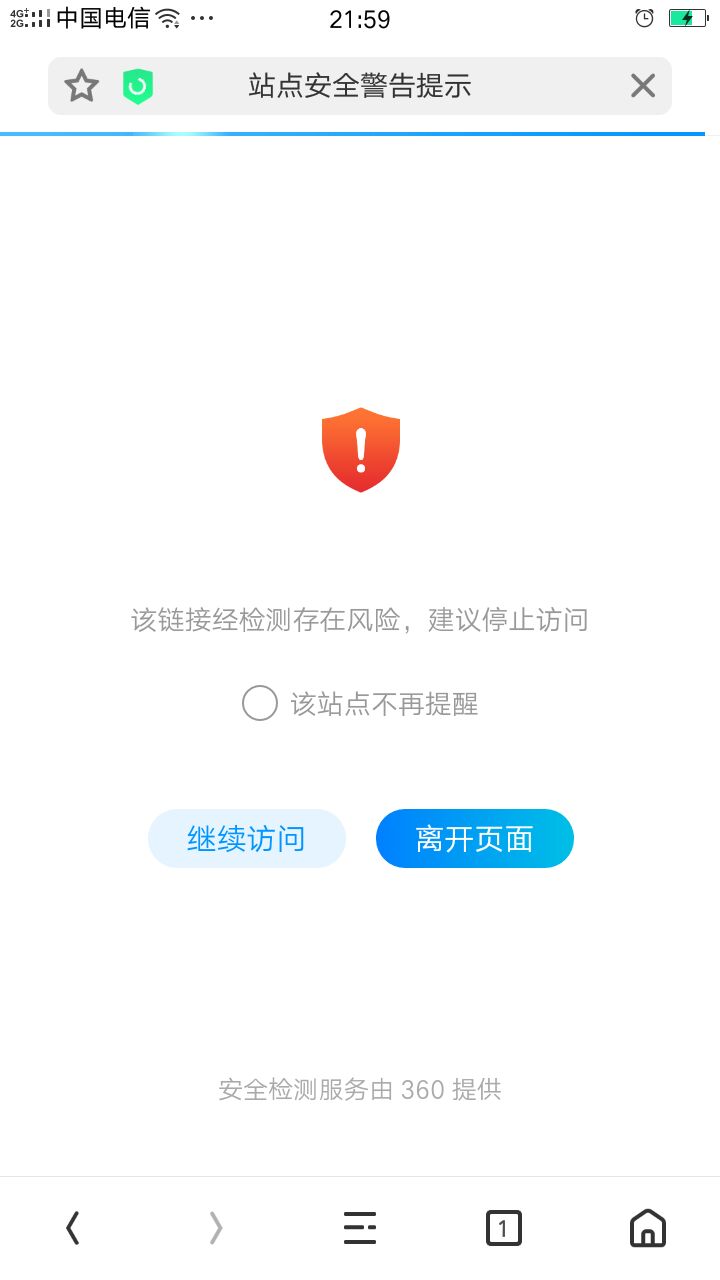 4G+ 2G 中国电信 ··· 21:59
站点安全警告提示
该链接经检测存在风险，建议停止访问
该站点不再提醒
继续访问 离开页面
安全检测服务由 360 提供
1